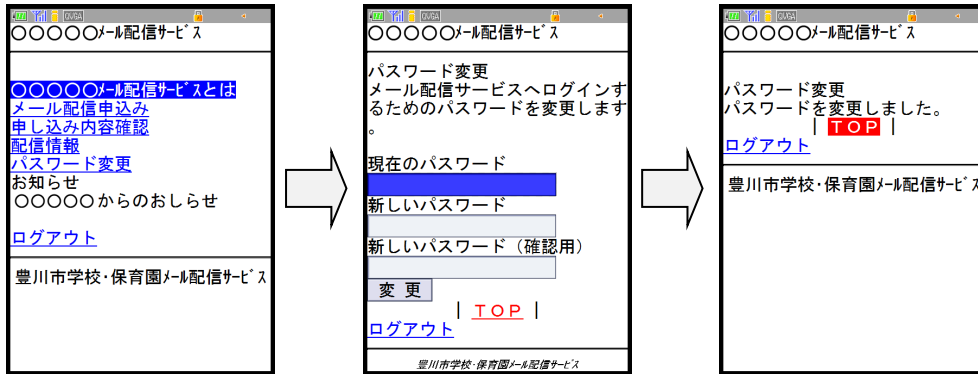 QVGA
○○○○○メール配信サービス
○○○○○メール配信サービスとは
メール配信申込み
申し込み内容確認
配信情報
パスワード変更
お知らせ
○○○○○からのおしらせ
ログアウト
豊川市学校・保育園メール配信サービス
QVGA
○○○○○メール配信サービス
パスワード変更
メール配信サービスへログインす
るためのパスワードを変更します
。
現在のパスワード
新しいパスワード
新しいパスワード（確認用）
変 更
| TOP |
ログアウト
豊川市学校・保育園メール配信サービス
QVGA
○○○○○メール配信サービス
パスワード変更
パスワードを変更しました。
| TOP |
ログアウト
豊川市学校・保育園メール配信サービス